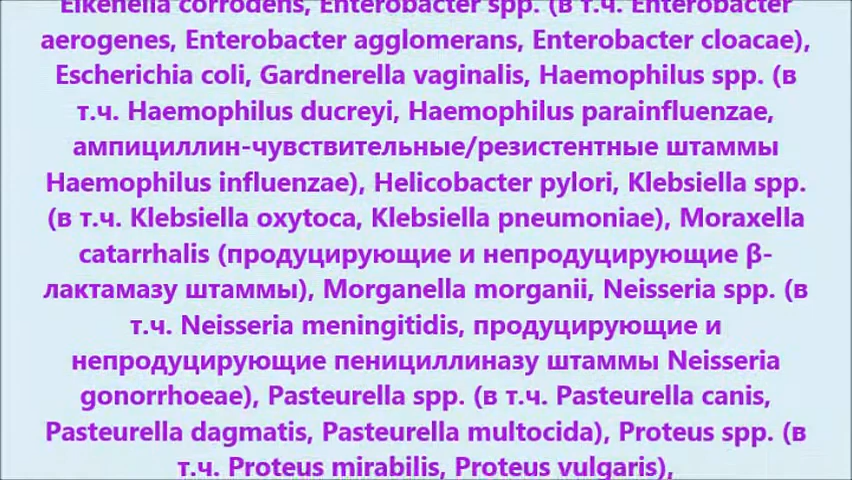 Eikenella corrodens, Enterobacter spp. (в т.ч. Enterobacter
aerogenes, Enterobacter agglomerans, Enterobacter cloacae),
Escherichia coli, Gardnerella vaginalis, Haemophilus spp. (в
т.ч. Haemophilus ducreyi, Haemophilus parainfluenzae,
ампициллин-чувствительные/резистентные штаммы
Haemophilus influenzae), Helicobacter pylori, Klebsiella spp.
(в т.ч. Klebsiella oxytoca, Klebsiella pneumoniae), Moraxella
catarrhalis (продуцирующие и непродуцирующие β-
лактамазу штаммы), Morganella morganii, Neisseria spp. (в
т.ч. Neisseria meningitidis, продуцирующие и
непродуцирующие пенициллиназу штаммы Neisseria
gonorrhoeae), Pasteurella spp. (в т.ч. Pasteurella canis,
Pasteurella dagmatis, Pasteurella multocida), Proteus spp. (в
т.ч. Proteus mirabilis, Proteus vulgaris),